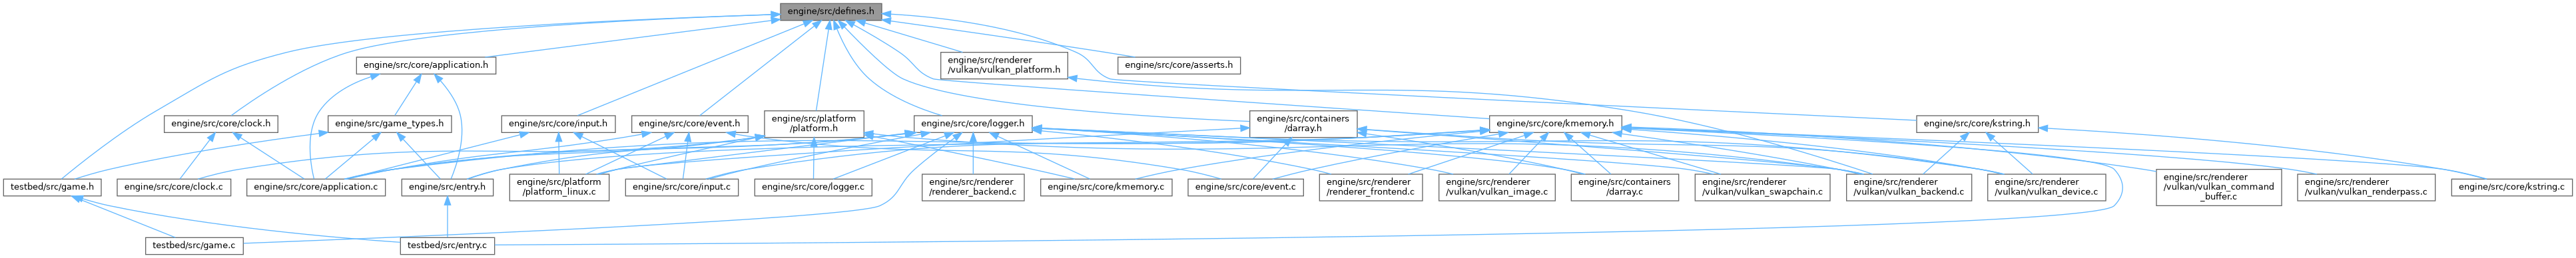 engine/src/defines.h
engine/src/core/application.h
engine/src/renderer
/vulkan/vulkan_platform.h
engine/src/core/asserts.h
engine/src/core/clock.h
engine/src/game_types.h
engine/src/core/input.h
engine/src/core/event.h
engine/src/platform
/platform.h
engine/src/core/logger.h
engine/src/containers
/darray.h
engine/src/core/kmemory.h
engine/src/core/kstring.h
testbed/src/game.h
engine/src/core/clock.c
engine/src/core/application.c
engine/src/entry.h
engine/src/platform
/platform_linux.c
engine/src/core/input.c
engine/src/core/logger.c
engine/src/renderer
/renderer_backend.c
engine/src/core/kmemory.c
engine/src/core/event.c
engine/src/renderer
/renderer_frontend.c
engine/src/renderer
/vulkan/vulkan_image.c
engine/src/containers
/darray.c
engine/src/renderer
/vulkan/vulkan_swapchain.c
engine/src/renderer
/vulkan/vulkan_backend.c
engine/src/renderer
/vulkan/vulkan_device.c
engine/src/renderer
/vulkan/vulkan_command
_buffer.c
engine/src/renderer
/vulkan/vulkan_renderpass.c
engine/src/core/kstring.c
testbed/src/game.c
testbed/src/entry.c